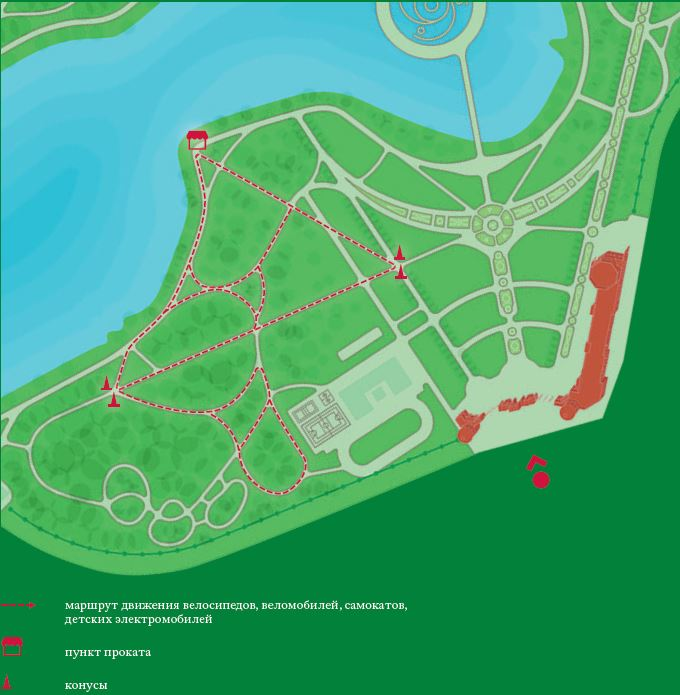 маршрут движения велосипедов, веломобилей, самокатов,
детских электромобилей
пункт проката
конусы